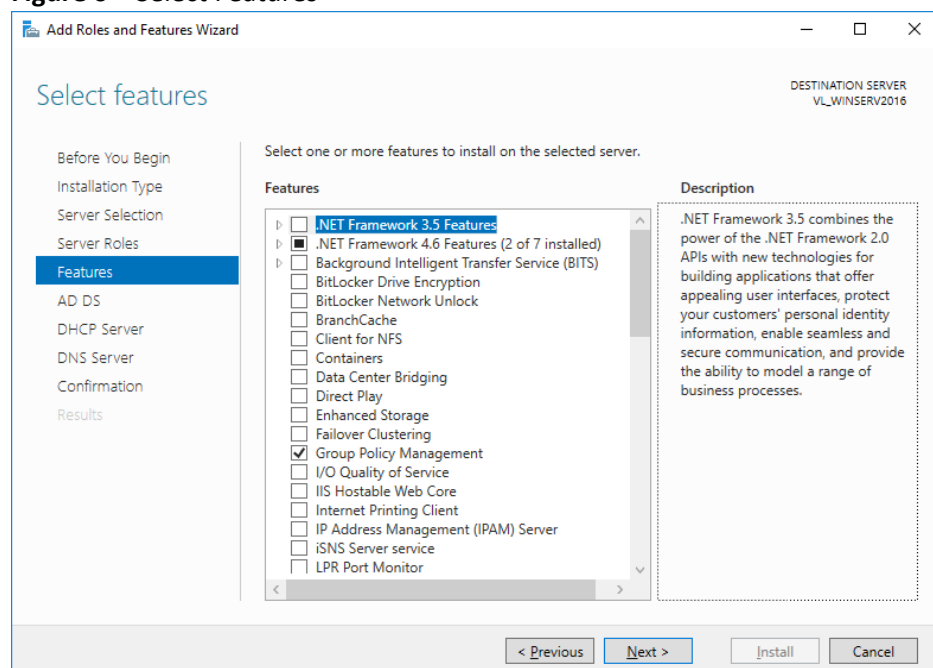 Add Roles and Features Wizard
Select features
DESTINATION SERVER
VL_WINSERV2016
Before You Begin
Installation Type
Server Selection
Server Roles
Features
AD DS
DHCP Server
DNS Server
Confirmation
Results
Select one or more features to install on the selected server.
Features
.NET Framework 3.5 Features
.NET Framework 4.6 Features (2 of 7 installed)
Background Intelligent Transfer Service (BITS)
BitLocker Drive Encryption
BitLocker Network Unlock
BranchCache
Client for NFS
Containers
Data Center Bridging
Direct Play
Enhanced Storage
Failover Clustering
Group Policy Management
I/O Quality of Service
IIS Hostable Web Core
Internet Printing Client
IP Address Management (IPAM) Server
iSNS Server service
LPR Port Monitor
Description
.NET Framework 3.5 combines the
power of the .NET Framework 2.0
APIs with new technologies for
building applications that offer
appealing user interfaces, protect
your customers' personal identity
information, enable seamless and
secure communication, and provide
the ability to model a range of
business processes.
< Previous
Next >
Install
Cancel